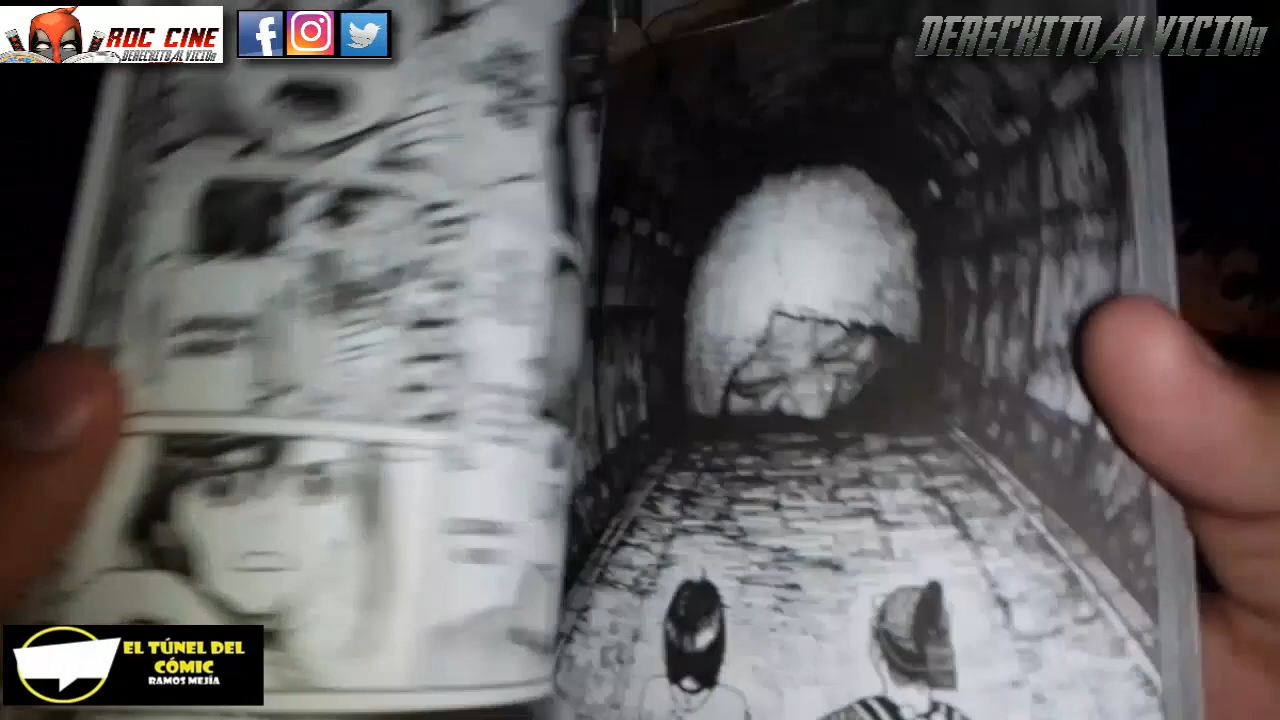 ROC CINE
DERECHITO AL VICIO!!
DERECHITO AL VICIO!!
EL TÚNEL DEL
CÓMIC
RAMOS MEJÍA